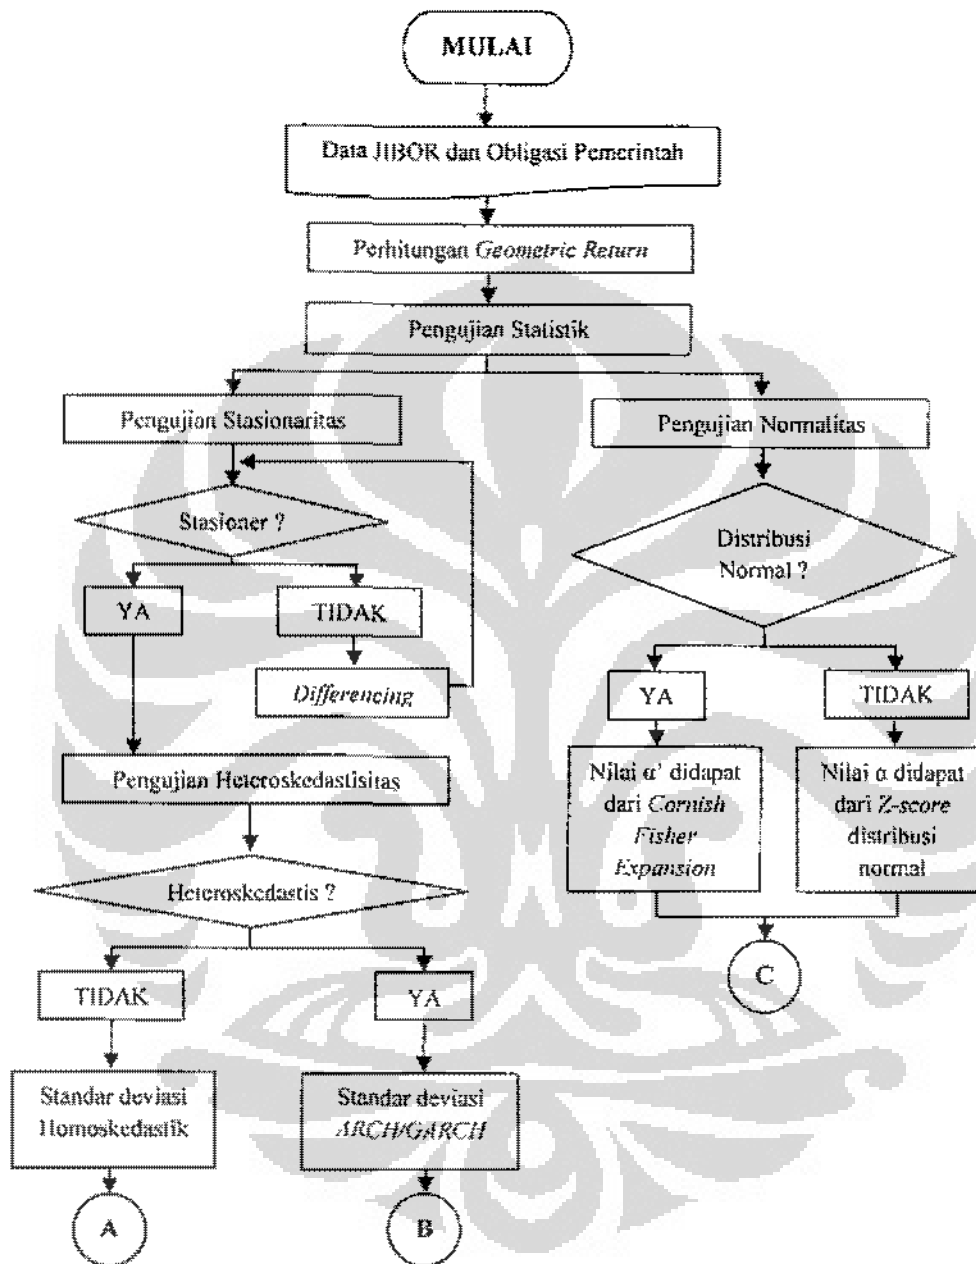 MULAI
Data JIBOR dan Obligasi Pemerintah
Perhitungan Geometric Return
Pengujian Statistik
Pengujian Stasionaritas
Pengujian Normalitas
Stasioner ?
Distribusi
Normal ?
YA
TIDAK
Differencing
YA
TIDAK
Pengujian Heteroskedastisitas
Nilai α' didapat
dari Cornish
Fisher
Expansion
Nilai α didapat
dari Z-score
distribusi
normal
Heteroskedastis ?
C
TIDAK
YA
Standar deviasi
Homoskedastik
Standar deviasi
ARCH/GARCH
A
B